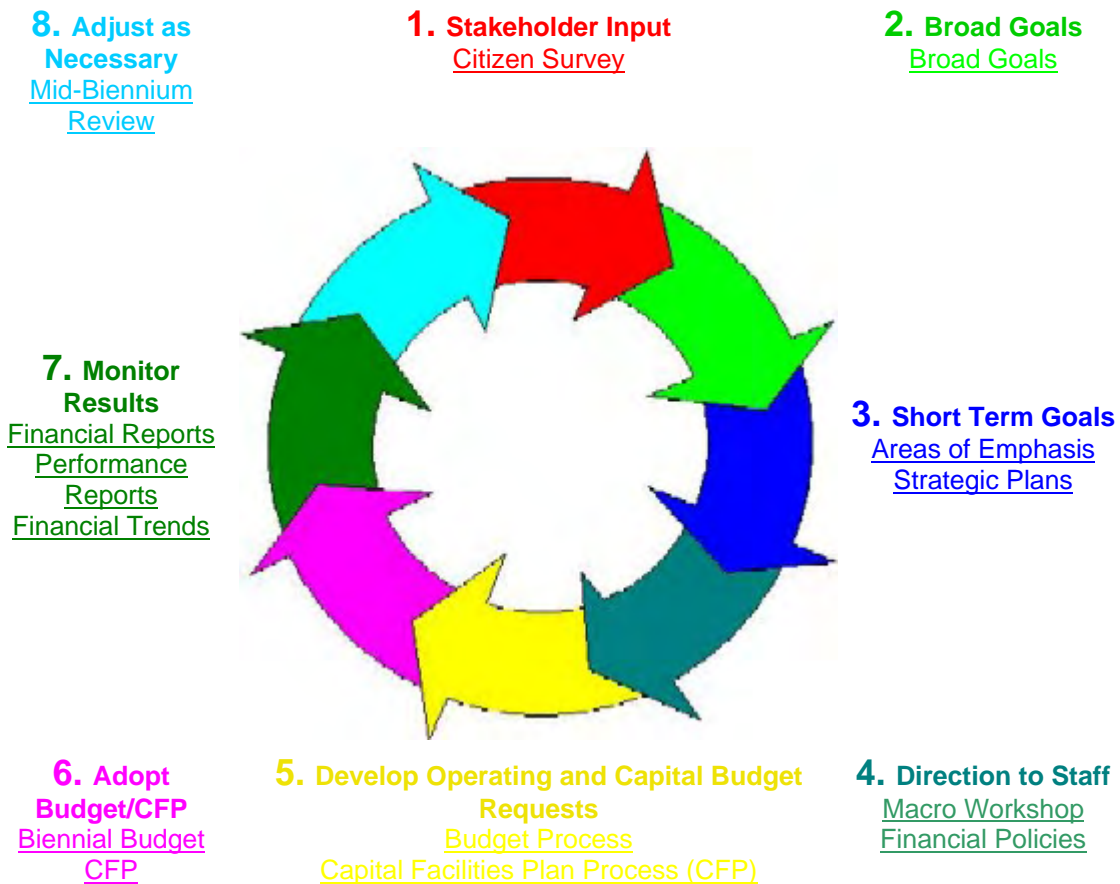 8. Adjust as
Necessary
Mid-Biennium
Review
1. Stakeholder Input
Citizen Survey
2. Broad Goals
Broad Goals
3. Short Term Goals
Areas of Emphasis
Strategic Plans
7. Monitor
Results
Financial Reports
Performance
Reports
Financial Trends
6. Adopt
Budget/CFP
Biennial Budget
CFP
5. Develop Operating and Capital Budget
Requests
Budget Process
Capital Facilities Plan Process (CFP)
4. Direction to Staff
Macro Workshop
Financial Policies